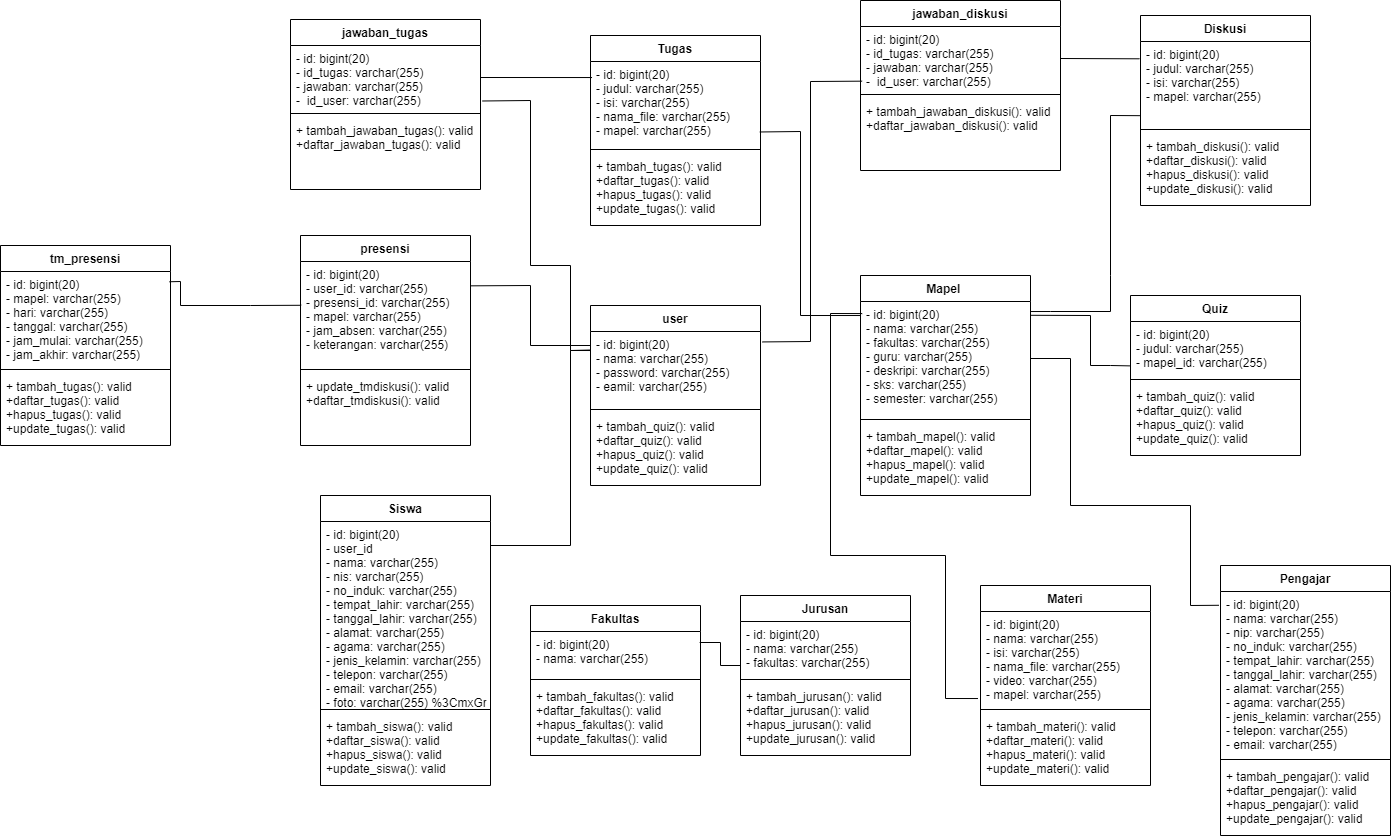 jawaban_tugas
- id: bigint(20)
- id_tugas: varchar(255)
- jawaban: varchar(255)
-  id_user: varchar(255)
+ tambah_jawaban_tugas(): valid
+daftar_jawaban_tugas(): valid
Tugas
- id: bigint(20)
- judul: varchar(255)
- isi: varchar(255)
- nama_file: varchar(255)
- mapel: varchar(255)
+ tambah_tugas(): valid
+daftar_tugas(): valid
+hapus_tugas(): valid
+update_tugas(): valid
jawaban_diskusi
- id: bigint(20)
- id_tugas: varchar(255)
- jawaban: varchar(255)
-  id_user: varchar(255)
+ tambah_jawaban_diskusi(): valid
+daftar_jawaban_diskusi(): valid
Diskusi
- id: bigint(20)
- judul: varchar(255)
- isi: varchar(255)
- mapel: varchar(255)
+ tambah_diskusi(): valid
+daftar_diskusi(): valid
+hapus_diskusi(): valid
+update_diskusi(): valid
tm_presensi
- id: bigint(20)
- mapel: varchar(255)
- hari: varchar(255)
- tanggal: varchar(255)
- jam_mulai: varchar(255)
- jam_akhir: varchar(255)
+ tambah_tugas(): valid
+daftar_tugas(): valid
+hapus_tugas(): valid
+update_tugas(): valid
presensi
- id: bigint(20)
- user_id: varchar(255)
- presensi_id: varchar(255)
- mapel: varchar(255)
- jam_absen: varchar(255)
- keterangan: varchar(255)
+ update_tmdiskusi(): valid
+daftar_tmdiskusi(): valid
user
- id: bigint(20)
- nama: varchar(255)
- password: varchar(255)
- eamil: varchar(255)
+ tambah_quiz(): valid
+daftar_quiz(): valid
+hapus_quiz(): valid
+update_quiz(): valid
Mapel
- id: bigint(20)
- nama: varchar(255)
- fakultas: varchar(255)
- guru: varchar(255)
- deskripi: varchar(255)
- sks: varchar(255)
- semester: varchar(255)
+ tambah_mapel(): valid
+daftar_mapel(): valid
+hapus_mapel(): valid
+update_mapel(): valid
Quiz
- id: bigint(20)
- judul: varchar(255)
- mapel_id: varchar(255)
+ tambah_quiz(): valid
+daftar_quiz(): valid
+hapus_quiz(): valid
+update_quiz(): valid
Siswa
- id: bigint(20)
- user_id
- nama: varchar(255)
- nis: varchar(255)
- no_induk: varchar(255)
- tempat_lahir: varchar(255)
- tanggal_lahir: varchar(255)
- alamat: varchar(255)
- agama: varchar(255)
- jenis_kelamin: varchar(255)
- telepon: varchar(255)
- email: varchar(255)
- foto: varchar(255) %3CmxGr
+ tambah_siswa(): valid
+daftar_siswa(): valid
+hapus_siswa(): valid
+update_siswa(): valid
Fakultas
- id: bigint(20)
- nama: varchar(255)
+ tambah_fakultas(): valid
+daftar_fakultas(): valid
+hapus_fakultas(): valid
+update_fakultas(): valid
Jurusan
- id: bigint(20)
- nama: varchar(255)
- fakultas: varchar(255)
+ tambah_jurusan(): valid
+daftar_jurusan(): valid
+hapus_jurusan(): valid
+update_jurusan(): valid
Materi
- id: bigint(20)
- nama: varchar(255)
- isi: varchar(255)
- nama_file: varchar(255)
- video: varchar(255)
- mapel: varchar(255)
+ tambah_materi(): valid
+daftar_materi(): valid
+hapus_materi(): valid
+update_materi(): valid
Pengajar
- id: bigint(20)
- nama: varchar(255)
- nip: varchar(255)
- no_induk: varchar(255)
- tempat_lahir: varchar(255)
- tanggal_lahir: varchar(255)
- alamat: varchar(255)
- agama: varchar(255)
- jenis_kelamin: varchar(255)
- telepon: varchar(255)
- email: varchar(255)
+ tambah_pengajar(): valid
+daftar_pengajar(): valid
+hapus_pengajar(): valid
+update_pengajar(): valid